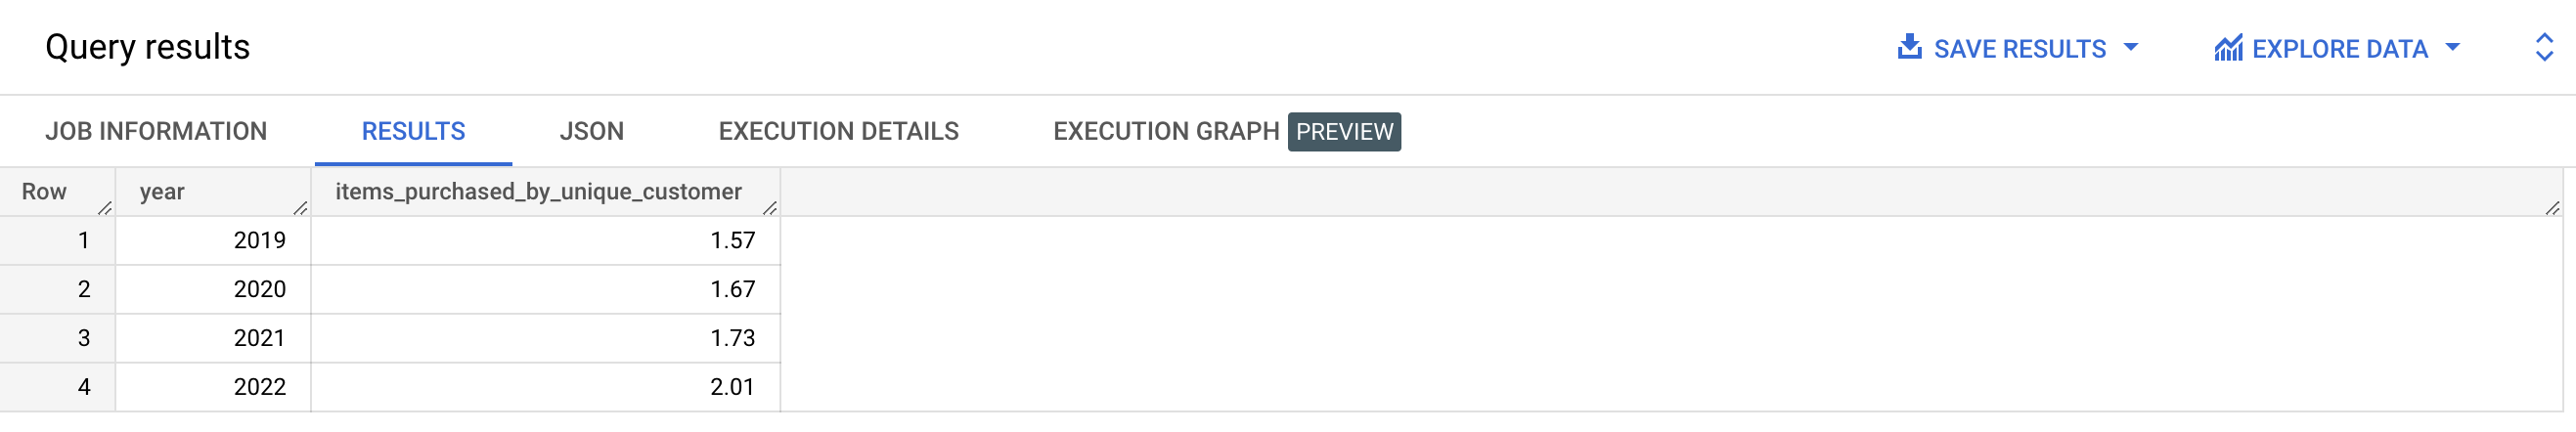 Query results
SAVE RESULTS
EXPLORE DATA
JOB INFORMATION RESULTS JSON EXECUTION DETAILS EXECUTION GRAPH PREVIEW
Row year items_purchased_by_unique_customer
1 2019 1.57
2 2020 1.67
3 2021 1.73
4 2022 2.01